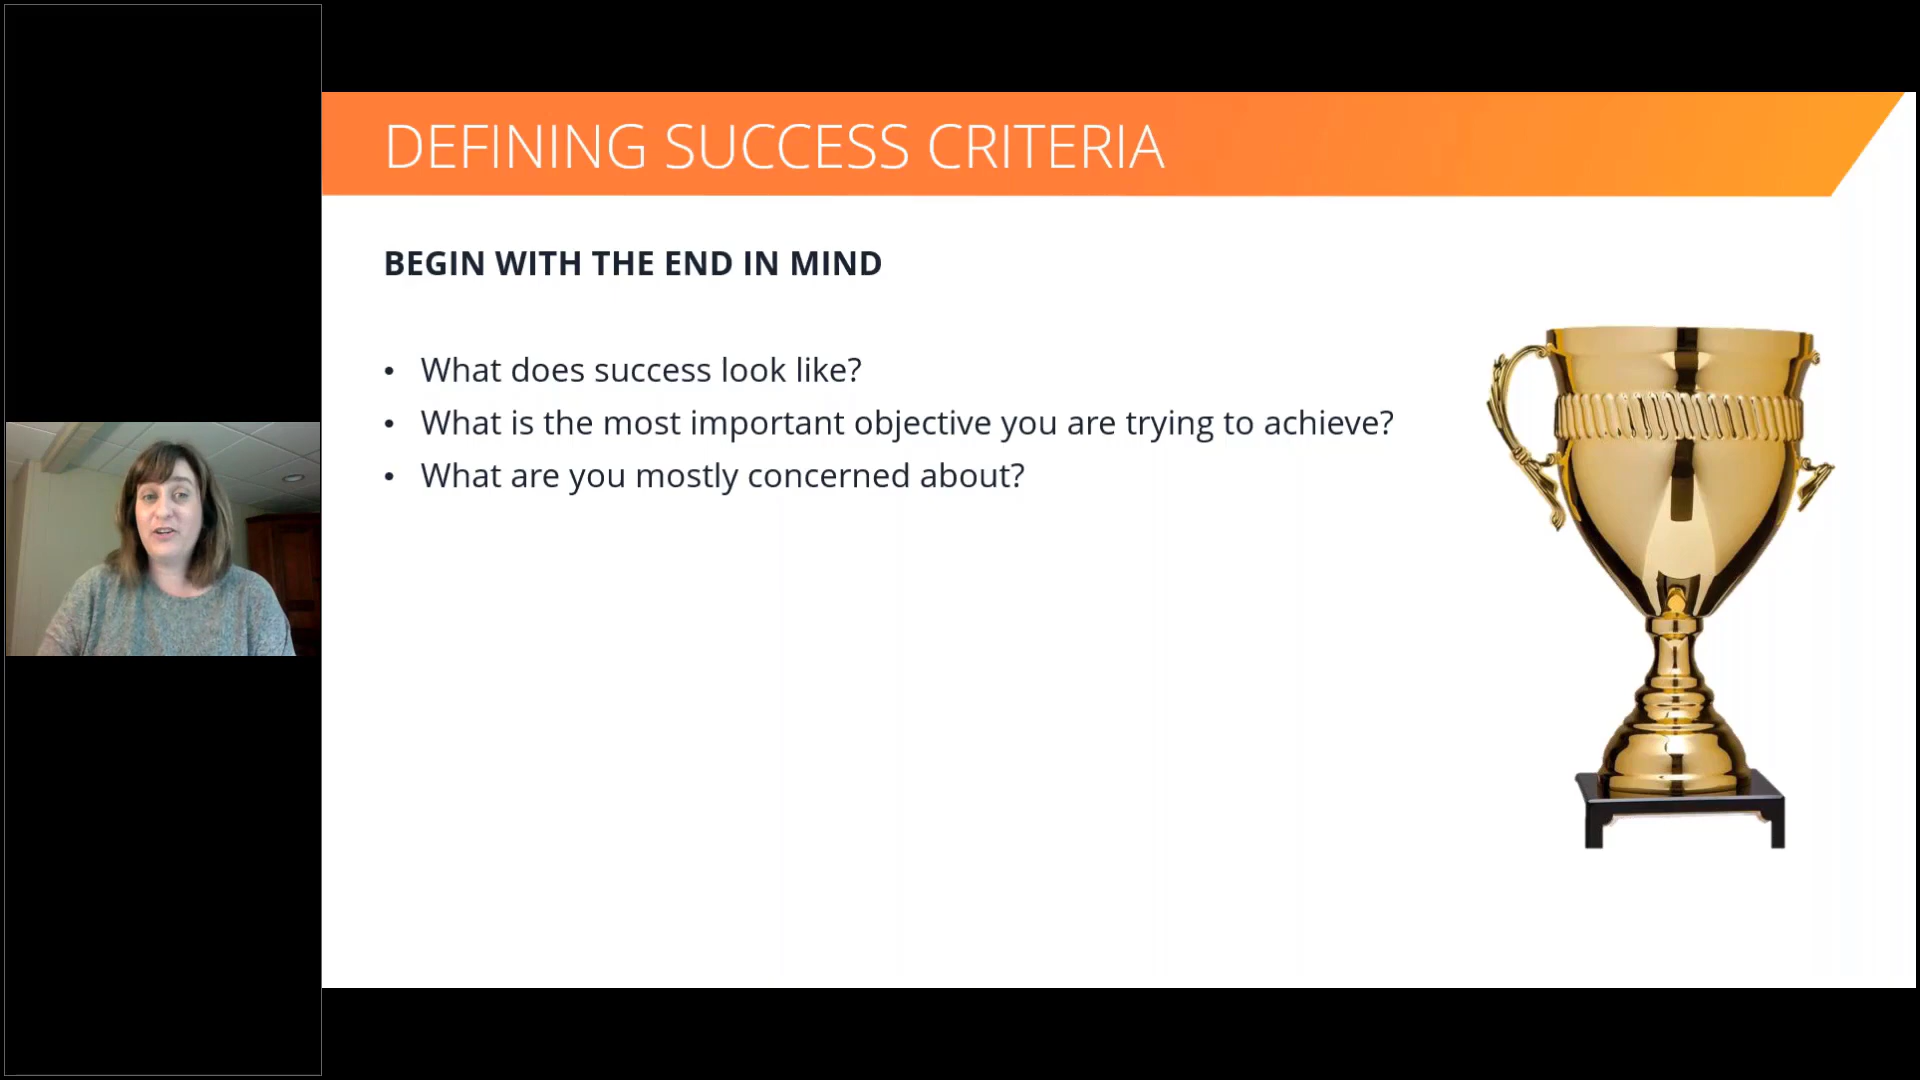 DEFINING SUCCESS CRITERIA
BEGIN WITH THE END IN MIND
• What does success look like?
• What is the most important objective you are trying to achieve?
• What are you mostly concerned about?